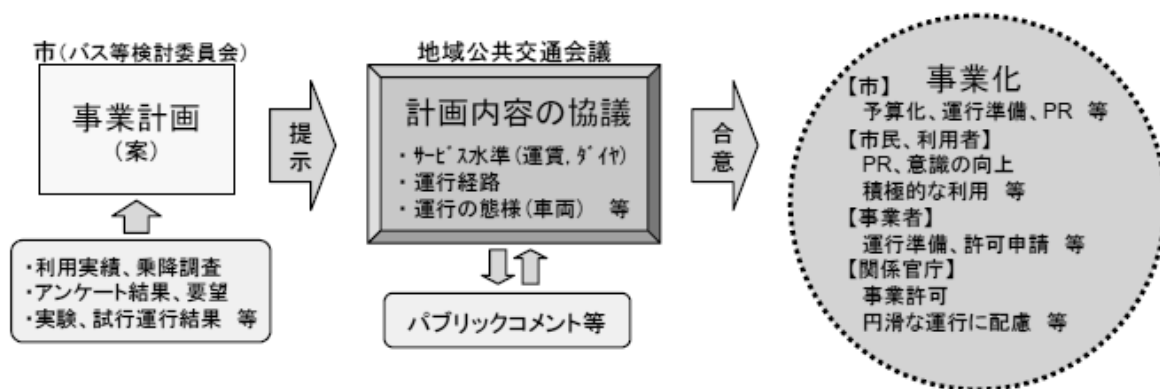 市(バス等検討委員会)
事業計画
(案)
・利用実績、乗降調査
・アンケート結果、要望
・実験、試行運行結果 等
提示
地域公共交通会議
計画内容の協議
・ｻｰﾋﾞｽ水準(運賃,ﾀﾞｲﾔ)
・運行経路
・運行の態様(車両) 等
パブリックコメント等
合意
事業化
【市】
予算化、運行準備、PR 等
【市民、利用者】
PR、意識の向上
積極的な利用 等
【事業者】
運行準備、許可申請 等
【関係官庁】
事業許可
円滑な運行に配慮 等